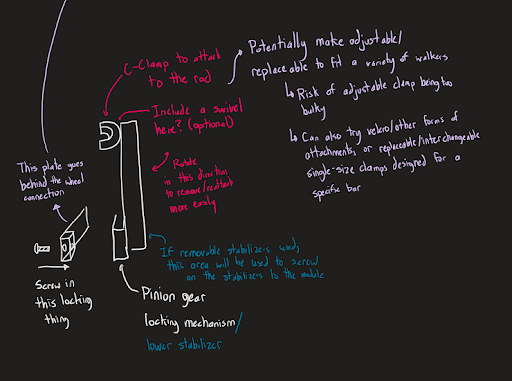 C-Clamp to attach
to the rod
Potentially make adjustable/
replaceable to fit a variety of walkers
↳ Risk of adjustable clamp being too
bulky
↳ Can also try velcro/other forms of
attachments, or replaceable/interchangeable
single-size clamps designed for a
specific bar
Include a swivel
here? (optional)
This plate goes
behind the wheel
connection
Rotate
in this direction
to remove/reattach
more easily
If removable stabilizers used,
this area will be used to screw
on the stabilizers to the module
Screw in
this locking
thing
Pinion gear
locking mechanism/
lower stabilizer